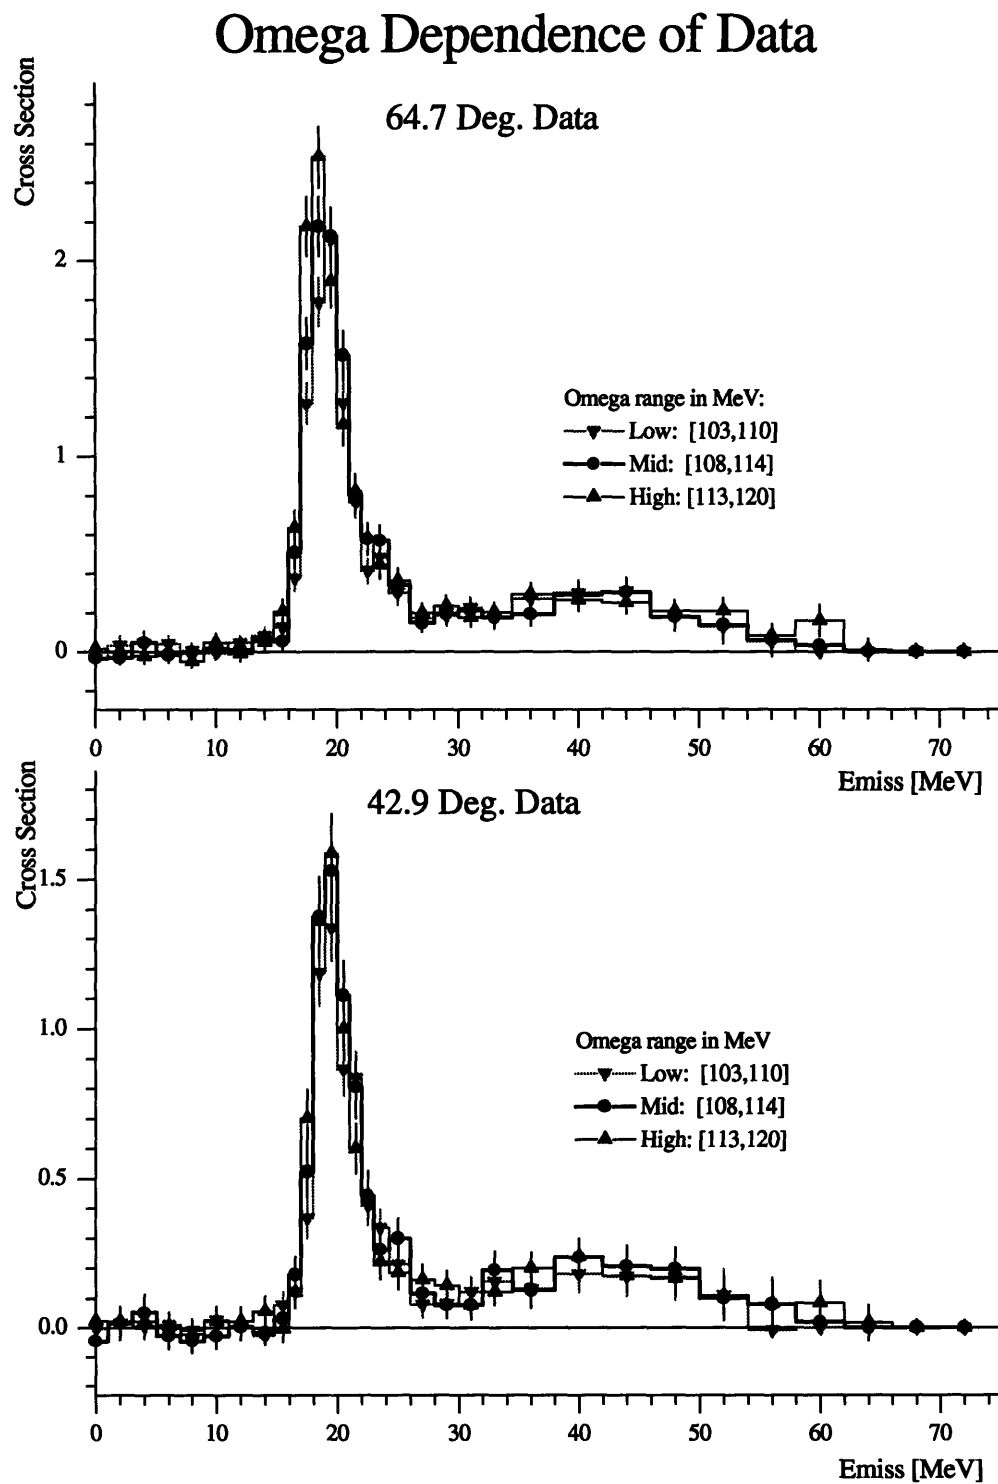 Omega Dependence of Data
Cross Section
64.7 Deg. Data
2
1
0
Omega range in MeV:
Low: [103,110]
Mid: [108,114]
High: [113,120]
0 10 20 30 40 50 60 70
Emiss [MeV]
Cross Section
42.9 Deg. Data
1.5
1.0
0.5
0.0
Omega range in MeV
Low: [103,110]
Mid: [108,114]
High: [113,120]
0 10 20 30 40 50 60 70
Emiss [MeV]